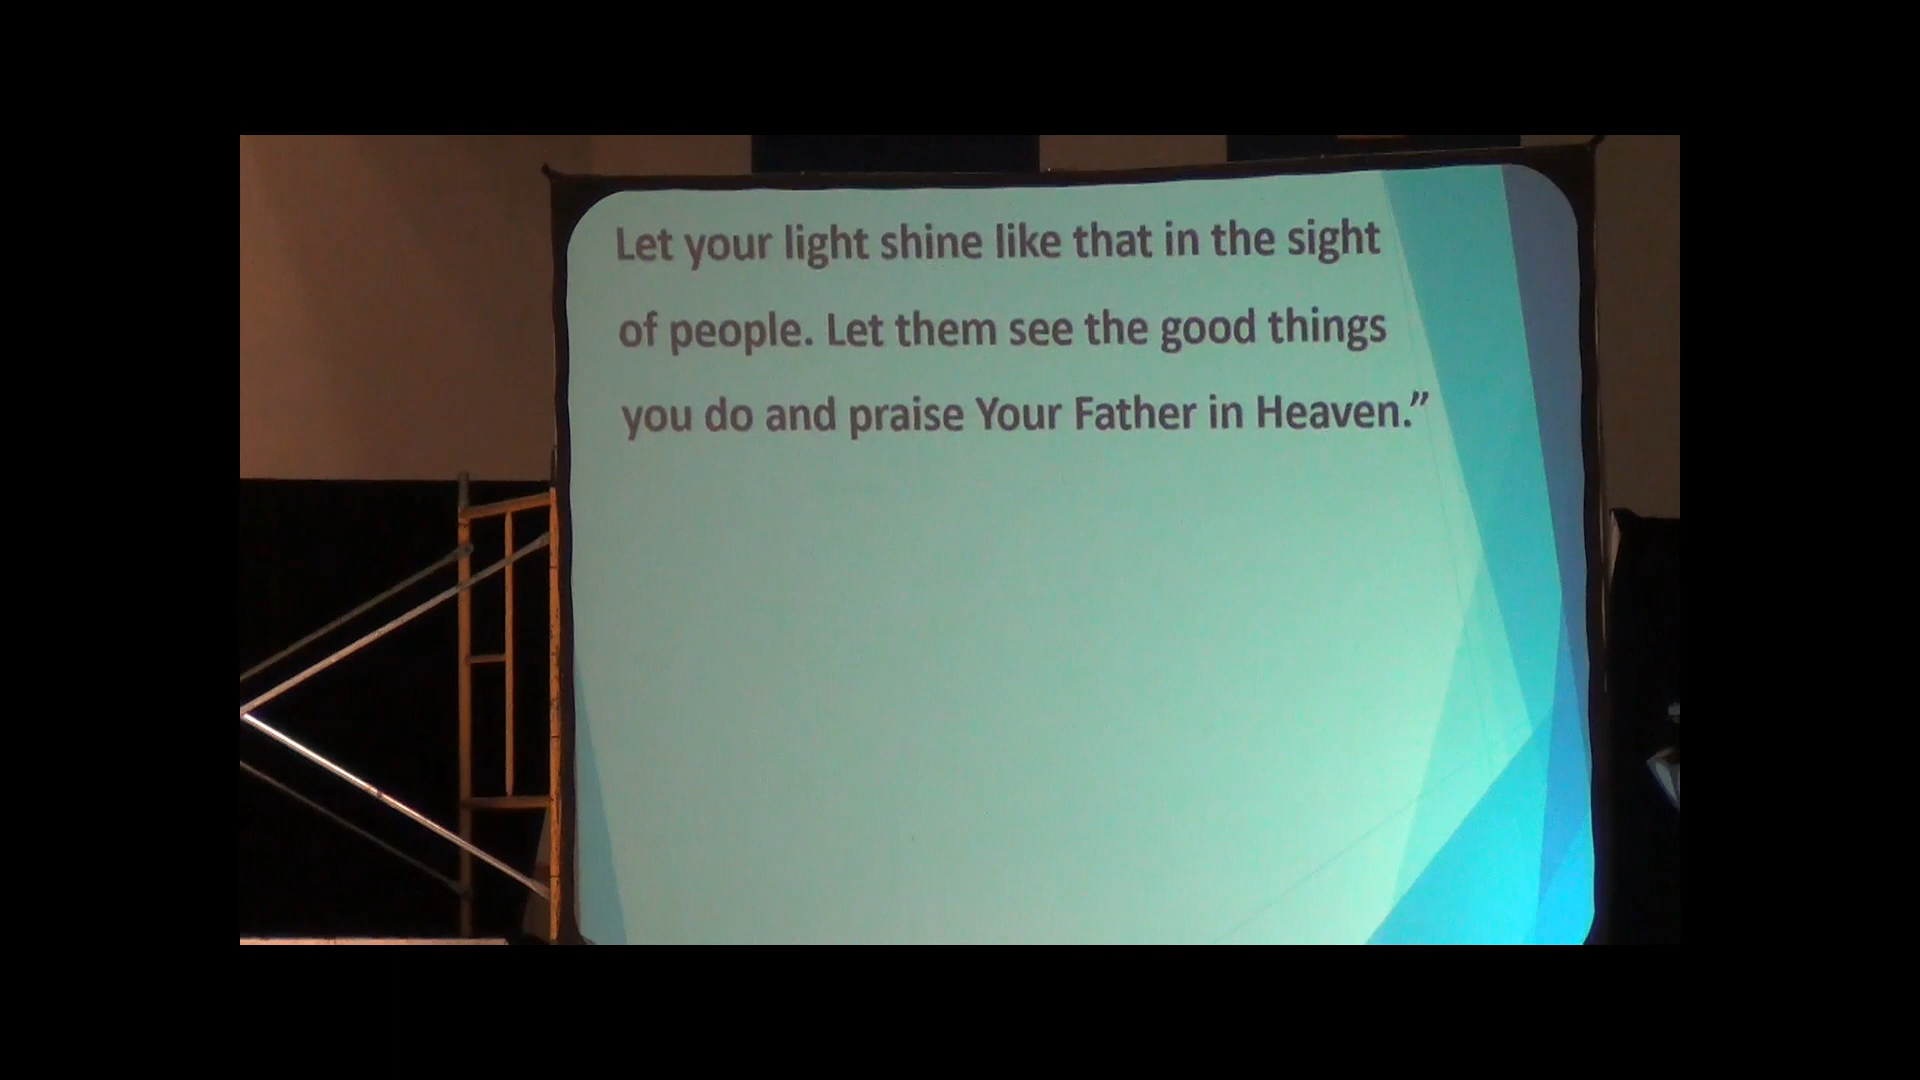 Let your light shine like that in the sight
of people. Let them see the good things
you do and praise Your Father in Heaven.”